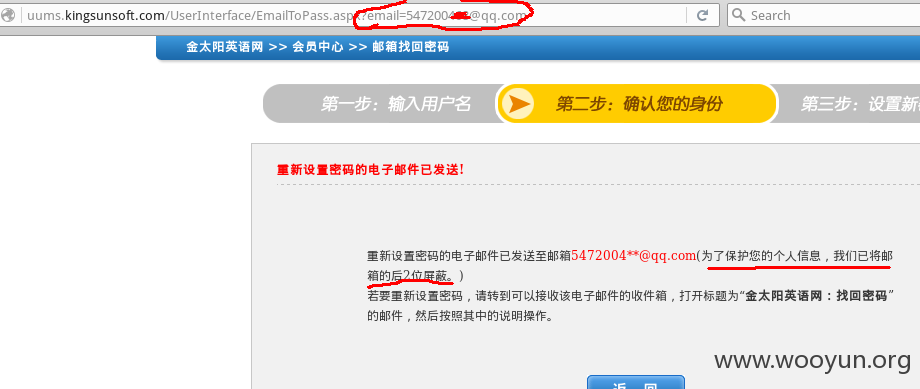 uums.kingsunsoft.com/UserInterface/EmailToPass.aspx?email=5472004**@qq.com
Search
金太阳英语网 >> 会员中心 >> 邮箱找回密码
第一步：输入用户名
第二步：确认您的身份
第三步：设置新
重新设置密码的电子邮件已发送!
重新设置密码的电子邮件已发送至邮箱5472004**@qq.com(为了保护您的个人信息，我们已将邮
箱的后2位屏蔽。)
若要重新设置密码，请转到可以接收该电子邮件的收件箱，打开标题为“金太阳英语网：找回密码”
的邮件，然后按照其中的说明操作。
www.wooyun.org
返 回